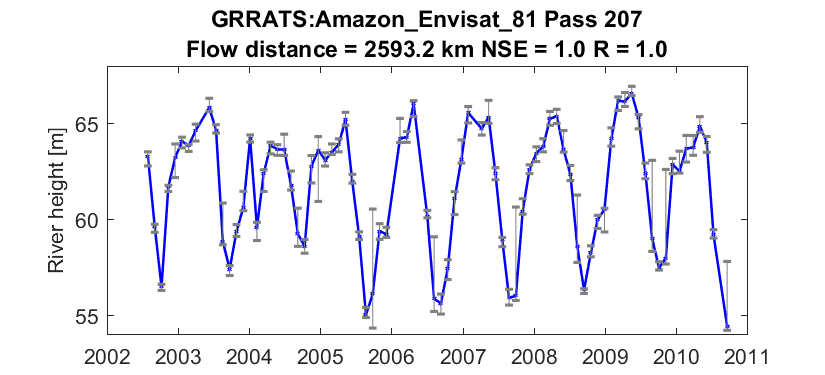 GRRATS:Amazon_Envisat_81 Pass 207
Flow distance = 2593.2 km NSE = 1.0 R = 1.0
River height [m]
65
60
55
2002 2003 2004 2005 2006 2007 2008 2009 2010 2011